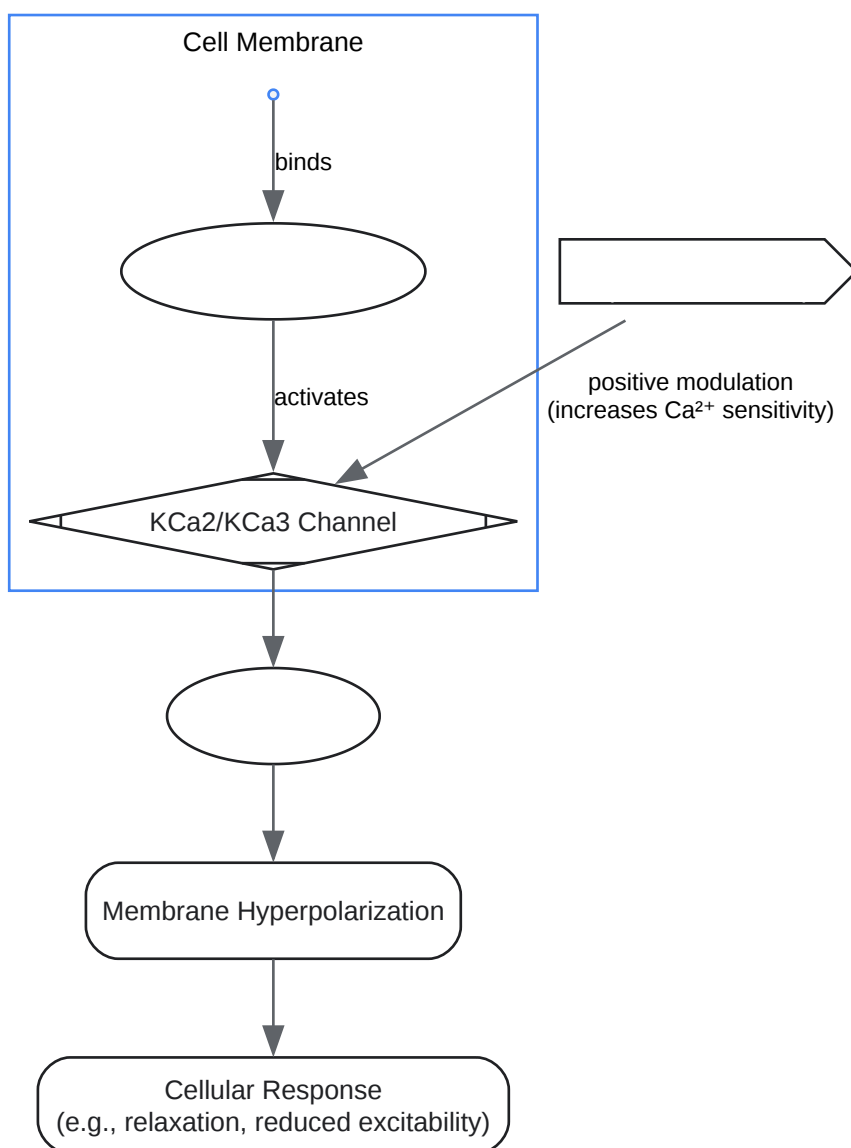 Cell Membrane
binds
activates
positive modulation
(increases Ca²⁺ sensitivity)
KCa2/KCa3 Channel
Membrane Hyperpolarization
Cellular Response
(e.g., relaxation, reduced excitability)